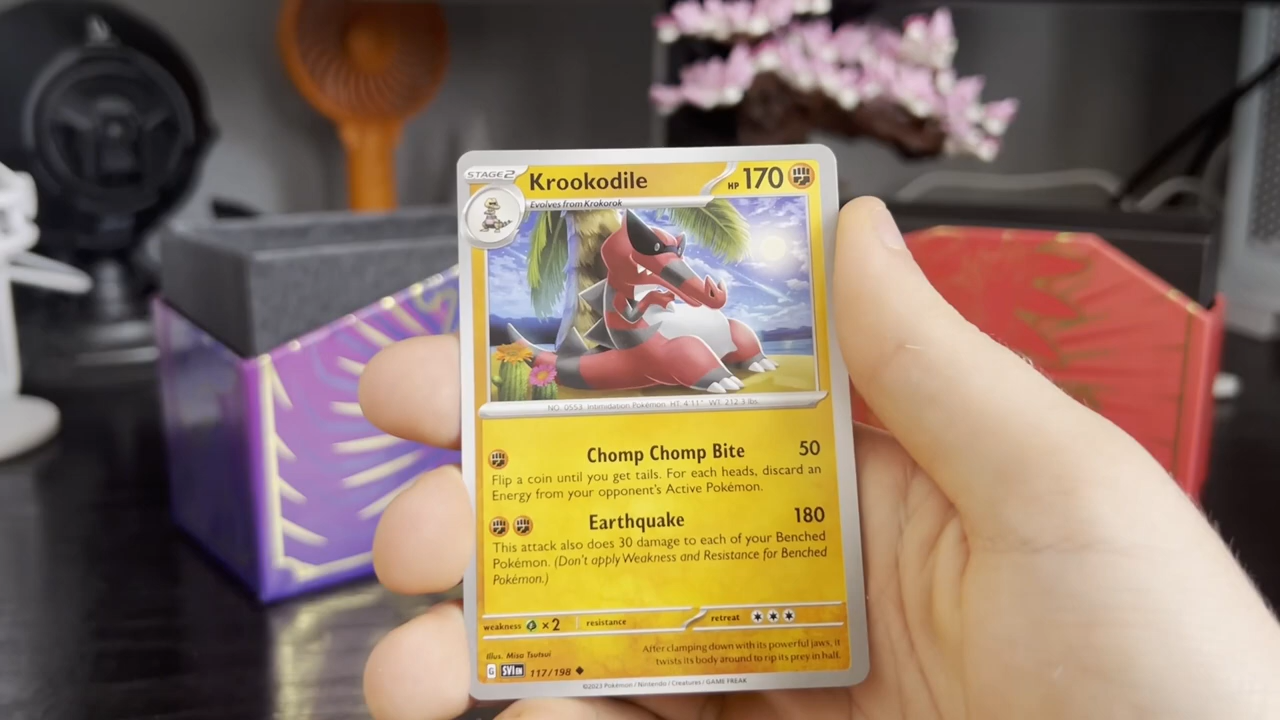 STAGE2
Krookodile
HP 170
Evolves from Krokorok
NO. 0553 Intimidation Pokémon HT: 4'11" WT: 212.3 lbs.
Chomp Chomp Bite 50
Flip a coin until you get tails. For each heads, discard an
Energy from your opponent's Active Pokémon.
Earthquake 180
This attack also does 30 damage to each of your Benched
Pokémon. (Don't apply Weakness and Resistance for Benched
Pokémon.)
weakness ×2 resistance retreat
Illus. Misa Tsutsui
After clamping down with its powerful jaws, it
twists its body around to rip its prey in half.
G SVI EN 117/198
©2023 Pokémon / Nintendo / Creatures / GAME FREAK